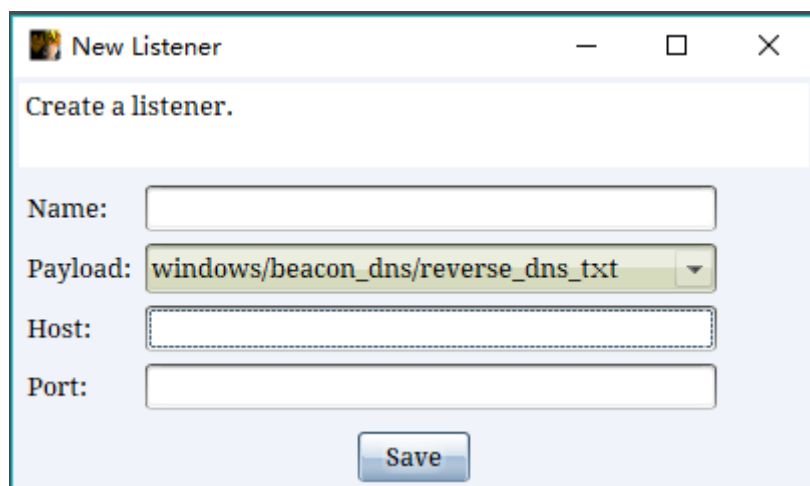 New Listener
Create a listener.
Name:
Payload: windows/beacon_dns/reverse_dns_txt
Host:
Port:
Save